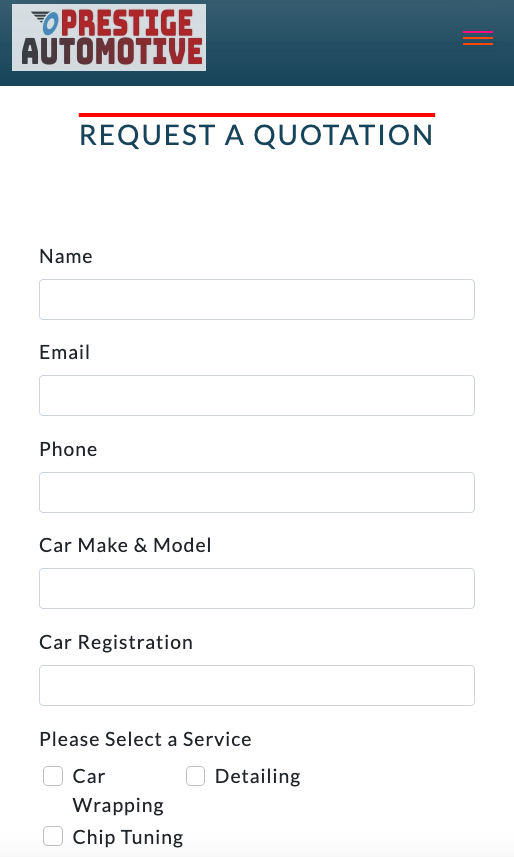 PRESTIGE
AUTOMOTIVE
REQUEST A QUOTATION
Name
Email
Phone
Car Make & Model
Car Registration
Please Select a Service
Car Wrapping
Detailing
Chip Tuning